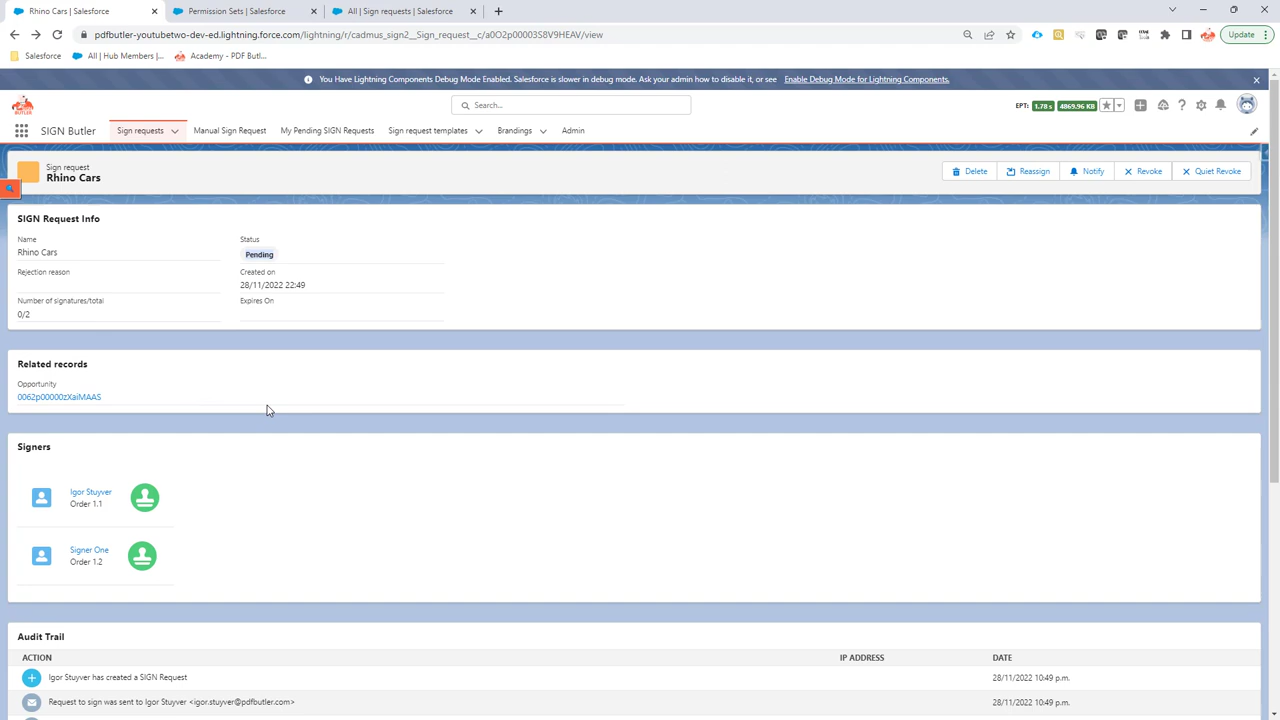 Rhino Cars | Salesforce
Permission Sets | Salesforce
All | Sign requests | Salesforce
pdfbutler-youtubetwo-dev-ed.lightning.force.com/lightning/r/cadmus_sign2__Sign_request__c/a0O2p00003S8V9HEAV/view
Update
Salesforce
All | Hub Members |...
Academy - PDF Butl...
You Have Lightning Components Debug Mode Enabled. Salesforce is slower in debug mode. Ask your admin how to disable it, or see Enable Debug Mode for Lightning Components.
Search...
EPT: 1.78 s 4869.96 KB
SIGN Butler
Sign requests
Manual Sign Request
My Pending SIGN Requests
Sign request templates
Brandings
Admin
Sign request
Rhino Cars
Delete
Reassign
Notify
Revoke
Quiet Revoke
SIGN Request Info
Name
Status
Rhino Cars
Pending
Rejection reason
Created on
28/11/2022 22:49
Number of signatures/total
Expires On
0/2
Related records
Opportunity
0062p00000zXaiMAAS
Signers
Igor Stuyver
Order 1.1
Signer One
Order 1.2
Audit Trail
ACTION
IP ADDRESS
DATE
Igor Stuyver has created a SIGN Request
28/11/2022 10:49 p.m.
Request to sign was sent to Igor Stuyver <igor.stuyver@pdfbutler.com>
28/11/2022 10:49 p.m.